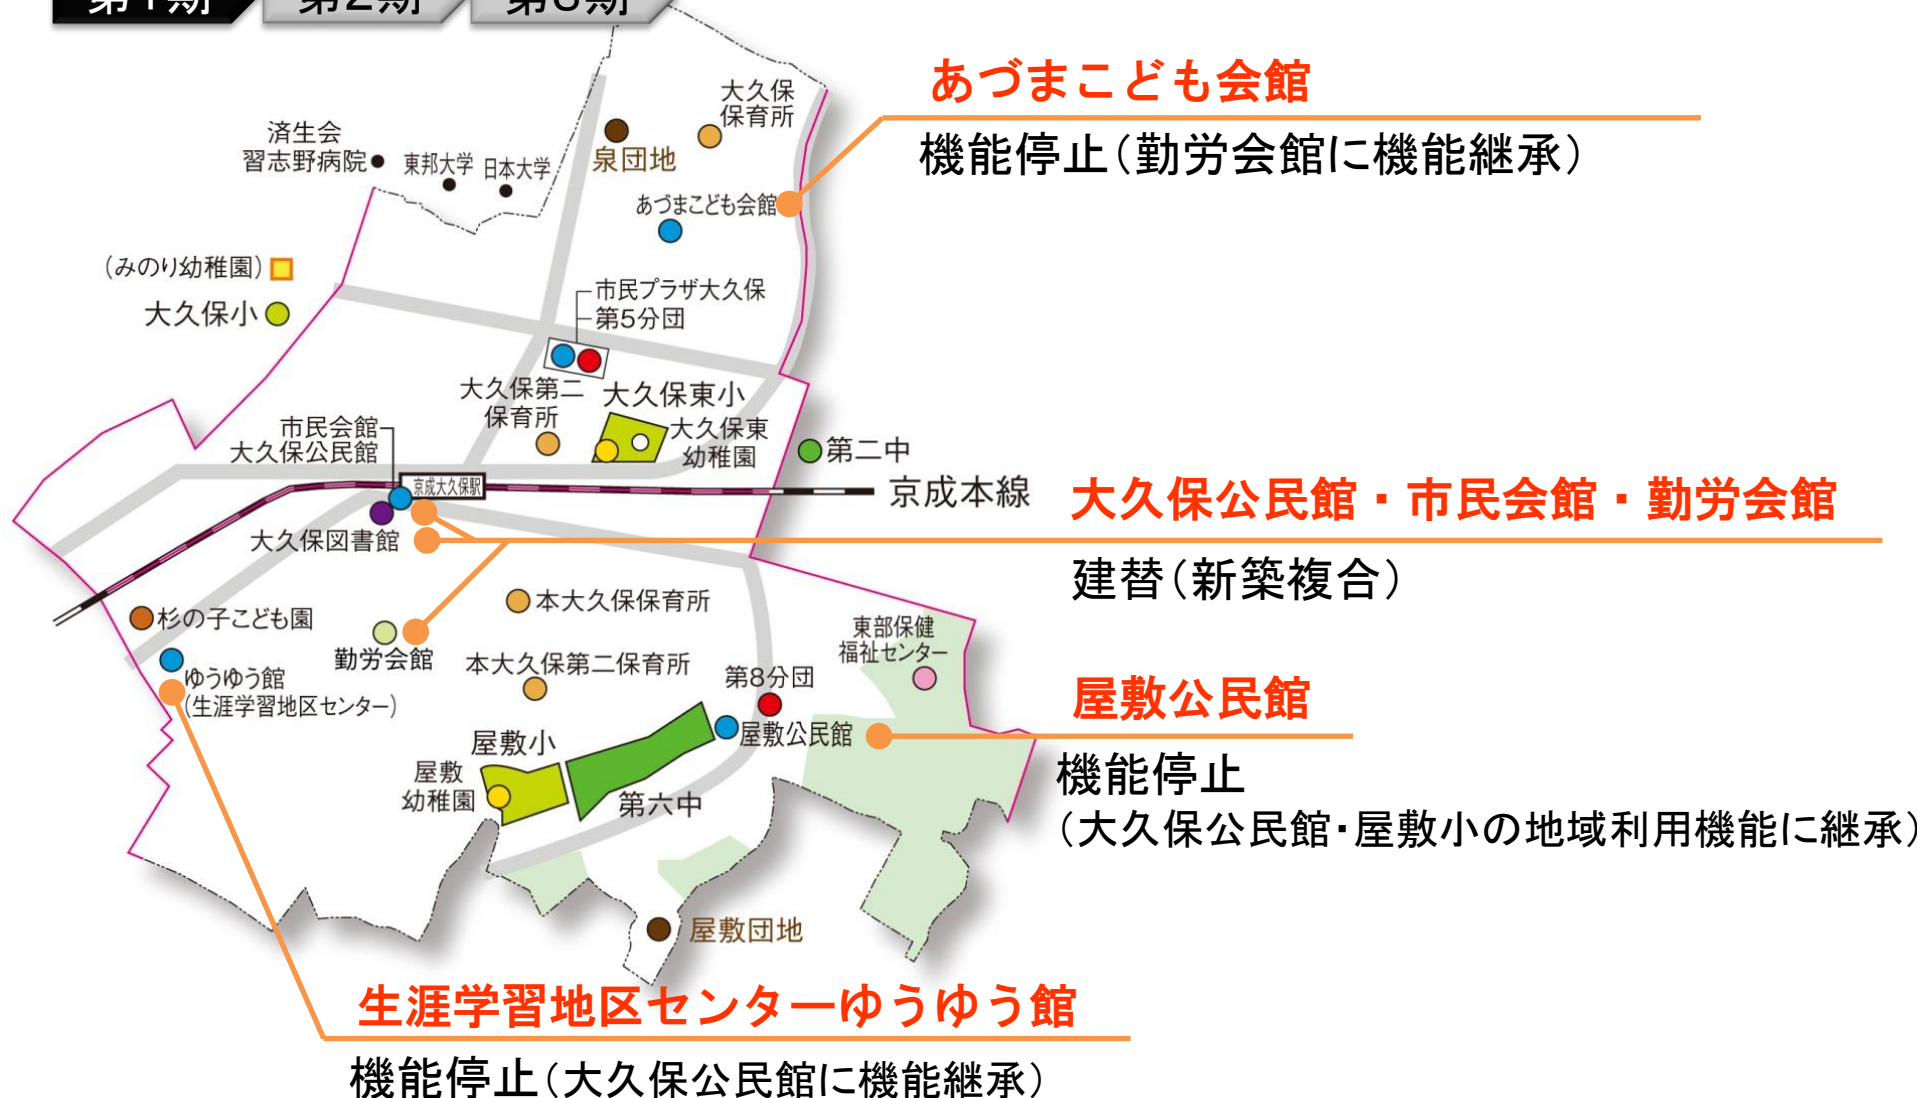 第1期
第2期
第3期
あづまこども会館
機能停止（勤労会館に機能継承）
大久保
保育所
済生会
習志野病院
東邦大学
日本大学
泉団地
あづまこども会館
（みのり幼稚園）
大久保小
市民プラザ大久保
第5分団
大久保第二
保育所
大久保東小
大久保東
幼稚園
市民会館
大久保公民館
第二中
京成大久保駅
京成本線
大久保公民館・市民会館・勤労会館
建替（新築複合）
大久保図書館
本大久保保育所
杉の子こども園
勤労会館
東部保健
福祉センター
本大久保第二保育所
第8分団
ゆうゆう館
（生涯学習地区センター）
屋敷公民館
屋敷公民館
機能停止
（大久保公民館・屋敷小の地域利用機能に継承）
屋敷小
屋敷
幼稚園
第六中
屋敷団地
生涯学習地区センターゆうゆう館
機能停止（大久保公民館に機能継承）